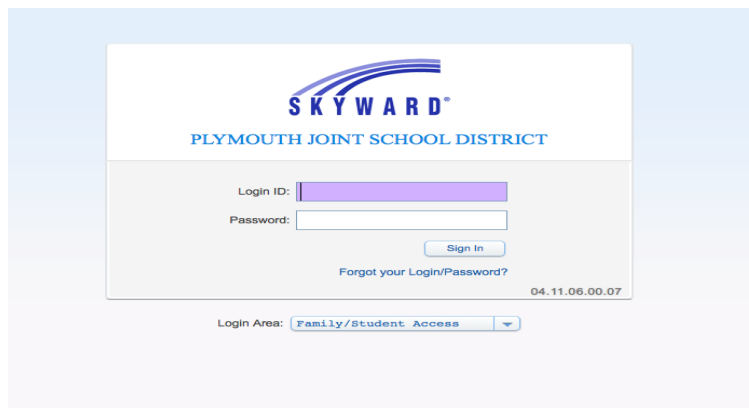 SKYWARD®
PLYMOUTH JOINT SCHOOL DISTRICT
Login ID:
Password:
Sign In
Forgot your Login/Password?
04.11.06.00.07
Login Area: Family/Student Access